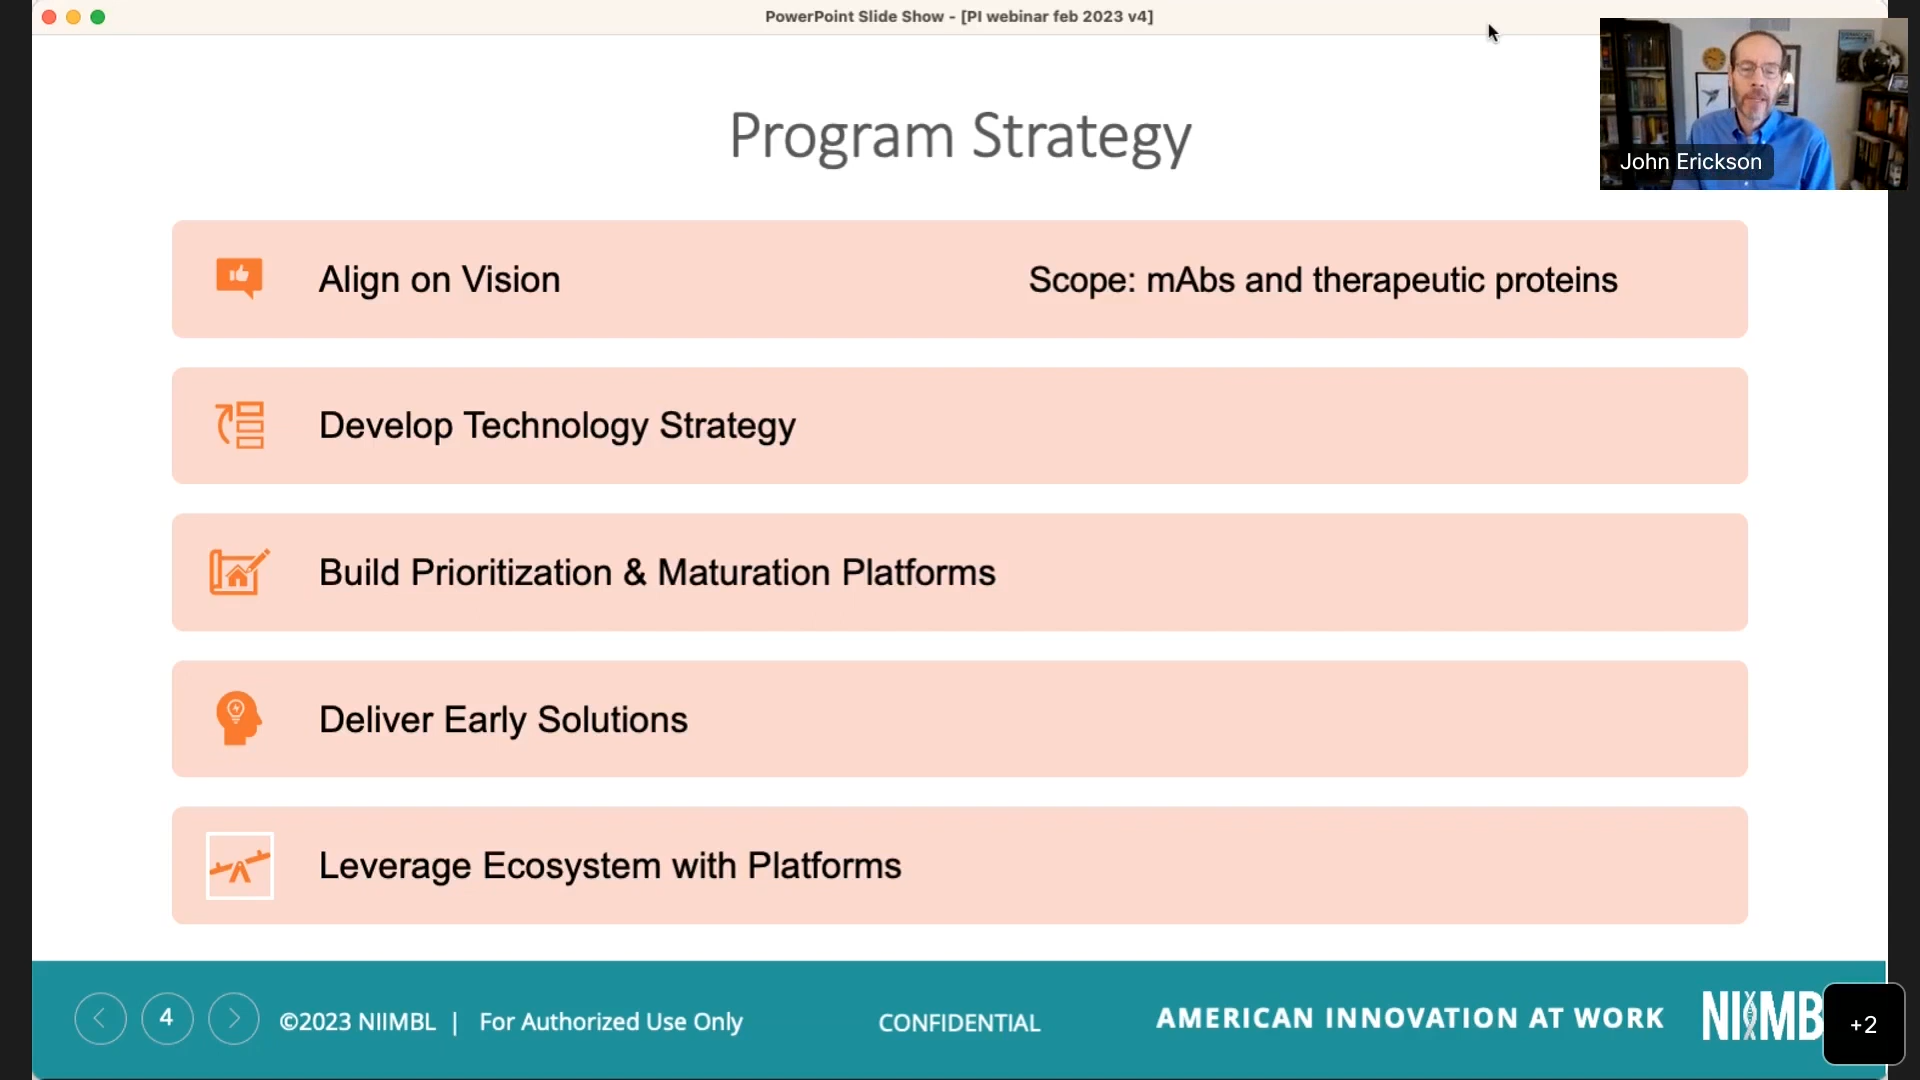 PowerPoint Slide Show - [PI webinar feb 2023 v4]
Program Strategy
John Erickson
Align on Vision
Scope: mAbs and therapeutic proteins
Develop Technology Strategy
Build Prioritization & Maturation Platforms
Deliver Early Solutions
Leverage Ecosystem with Platforms
4
©2023 NIIMBL | For Authorized Use Only
CONFIDENTIAL
AMERICAN INNOVATION AT WORK
NIIMB
+2